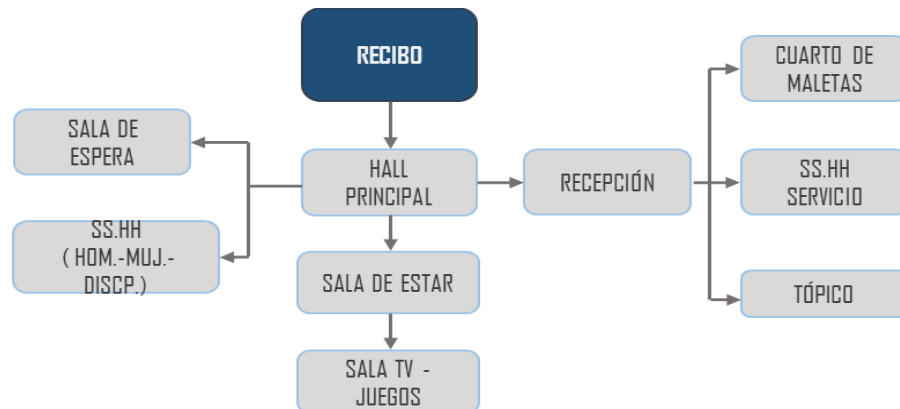 RECIBO
CUARTO DE
MALETAS
SALA DE
ESPERA
HALL
PRINCIPAL
RECEPCIÓN
SS.HH
SERVICIO
SS.HH
( HOM.-MUJ.-
DISCP.)
SALA DE ESTAR
TÓPICO
SALA TV -
JUEGOS